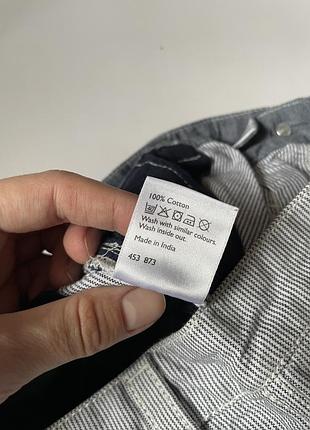 100% Cotton
Wash with similar colours.
Wash inside out.
Made in India
453 873